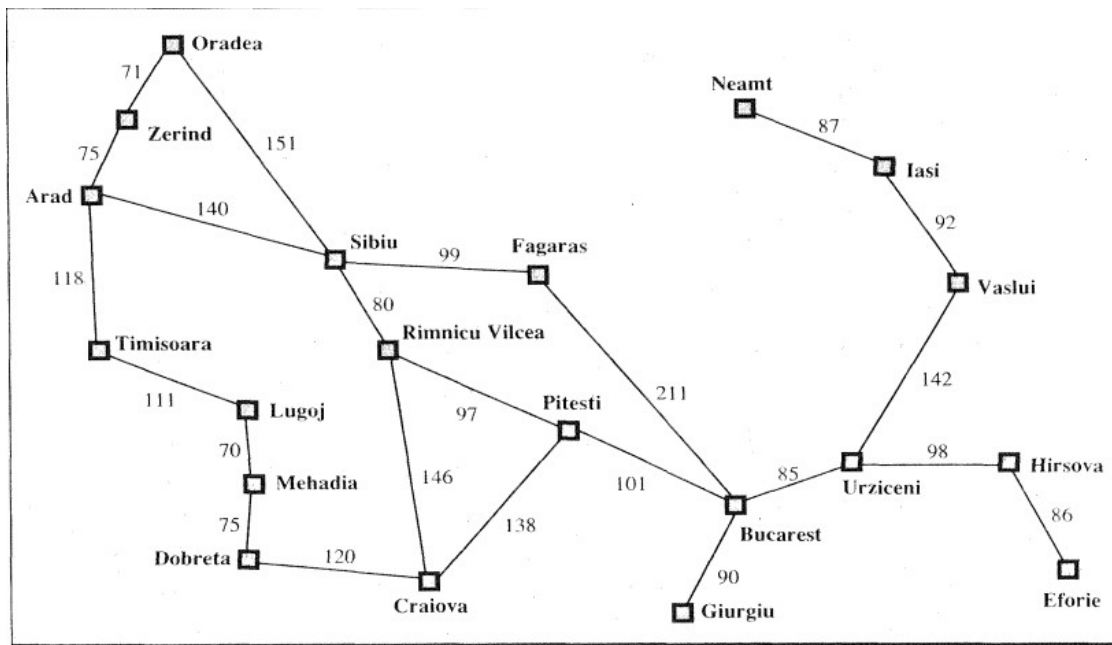 Oradea
71
Neamt
87
Zerind
151
75
Iasi
Arad
140
92
Sibiu
99
Fagaras
118
80
Vaslui
Timisoara
Rimnicu Vilcea
142
111
Lugoj
97
Pitesti
211
70
98
Mehadia
146
101
85
Hirsova
Urziceni
75
138
Bucarest
86
Dobreta
120
90
Craiova
Giurgiu
Eforie